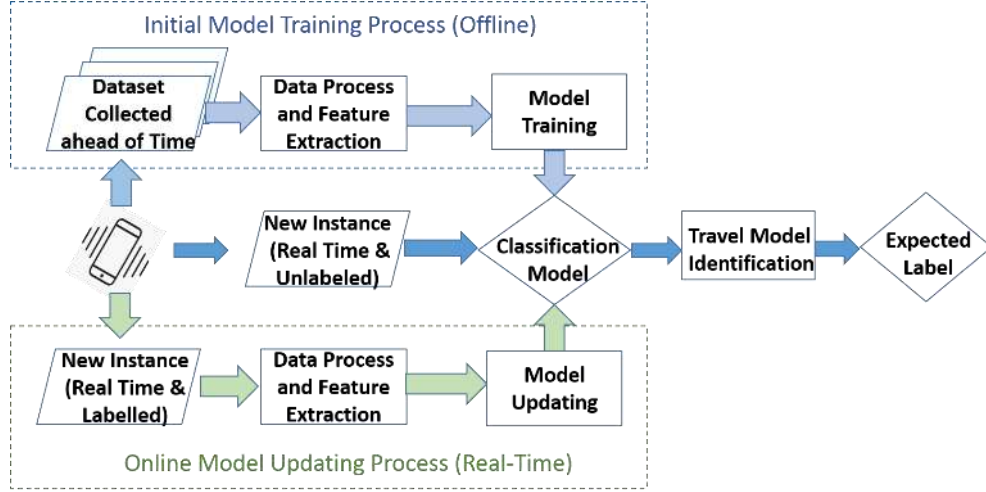 Initial Model Training Process (Offline)
Dataset
Collected
ahead of Time
Data Process
and Feature
Extraction
Model
Training
New Instance
(Real Time &
Unlabeled)
Classification
Model
Travel Model
Identification
Expected
Label
New Instance
(Real Time &
Labelled)
Data Process
and Feature
Extraction
Model
Updating
Online Model Updating Process (Real-Time)